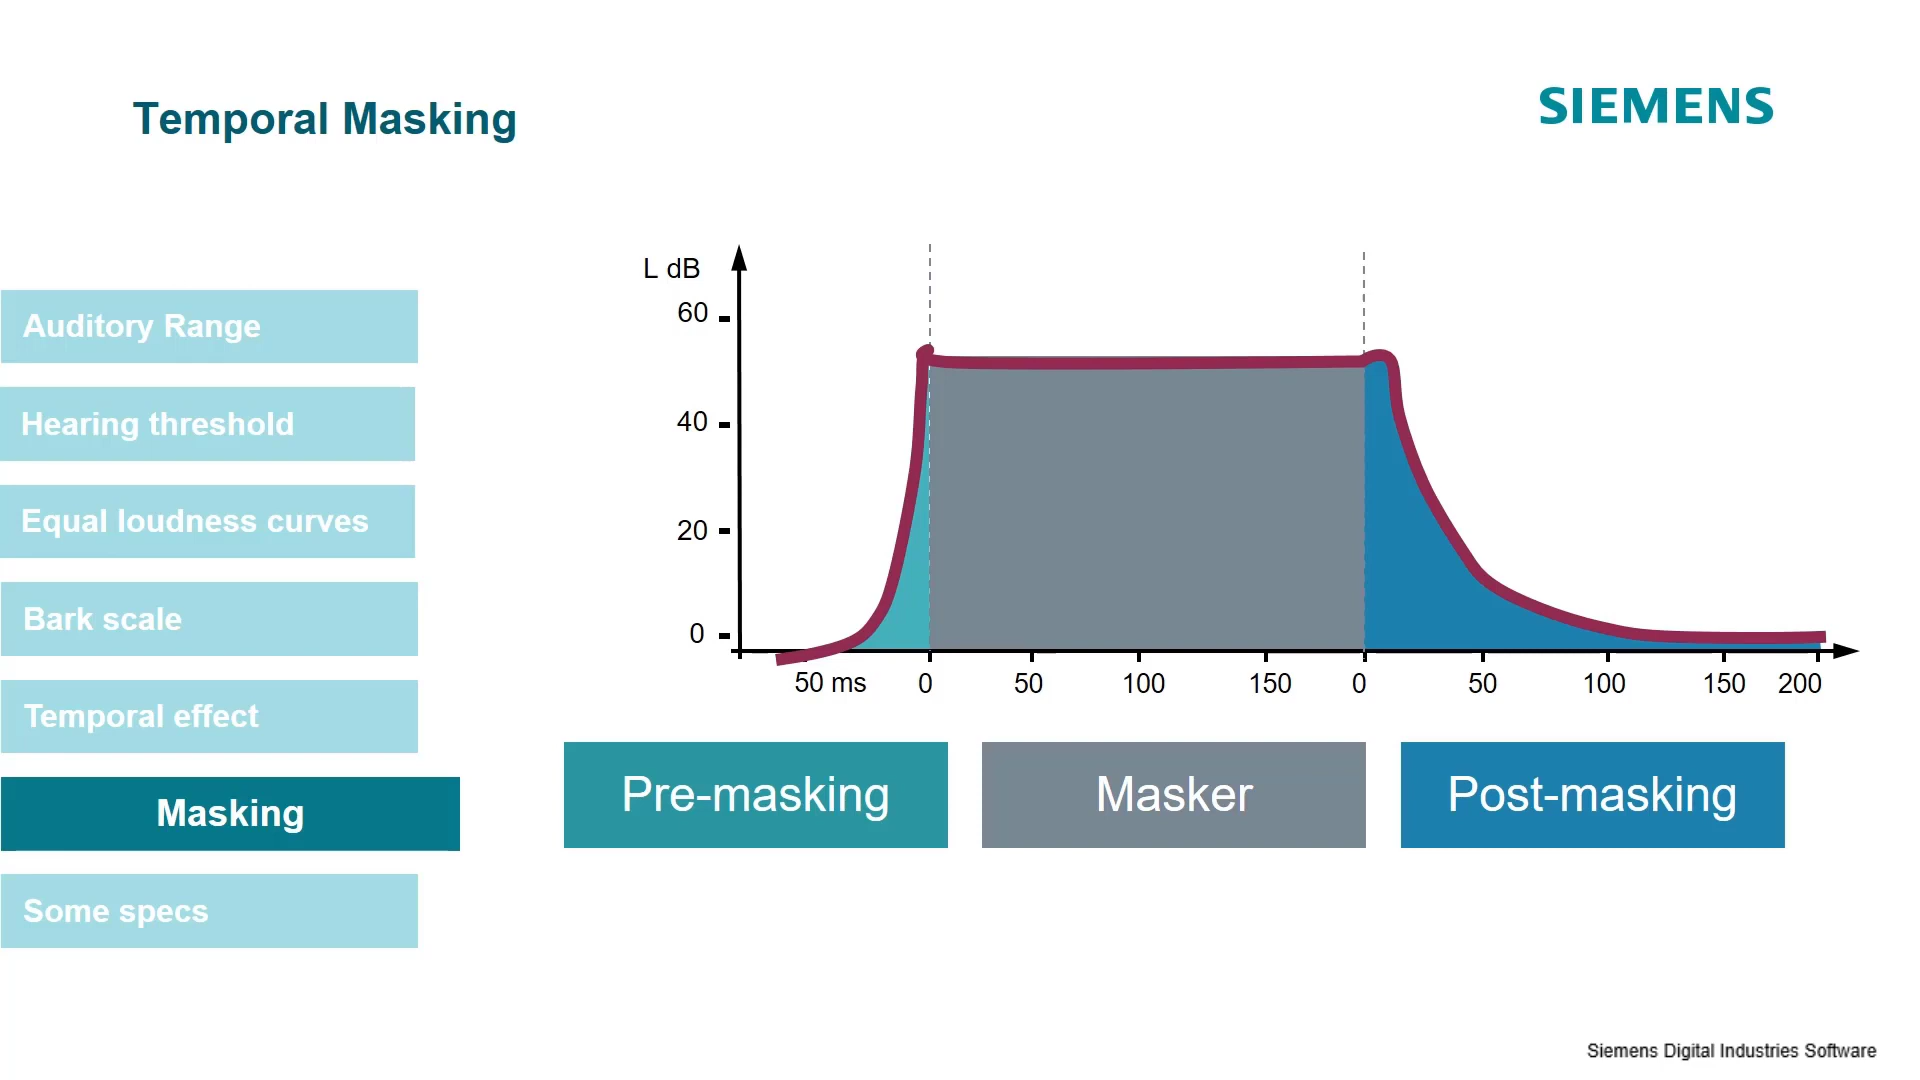 Temporal Masking
SIEMENS
Auditory Range
Hearing threshold
Equal loudness curves
Bark scale
Temporal effect
Masking
Some specs
L dB
60
40
20
0
50 ms 0 50 100 150 0 50 100 150 200
Pre-masking
Masker
Post-masking
Siemens Digital Industries Software